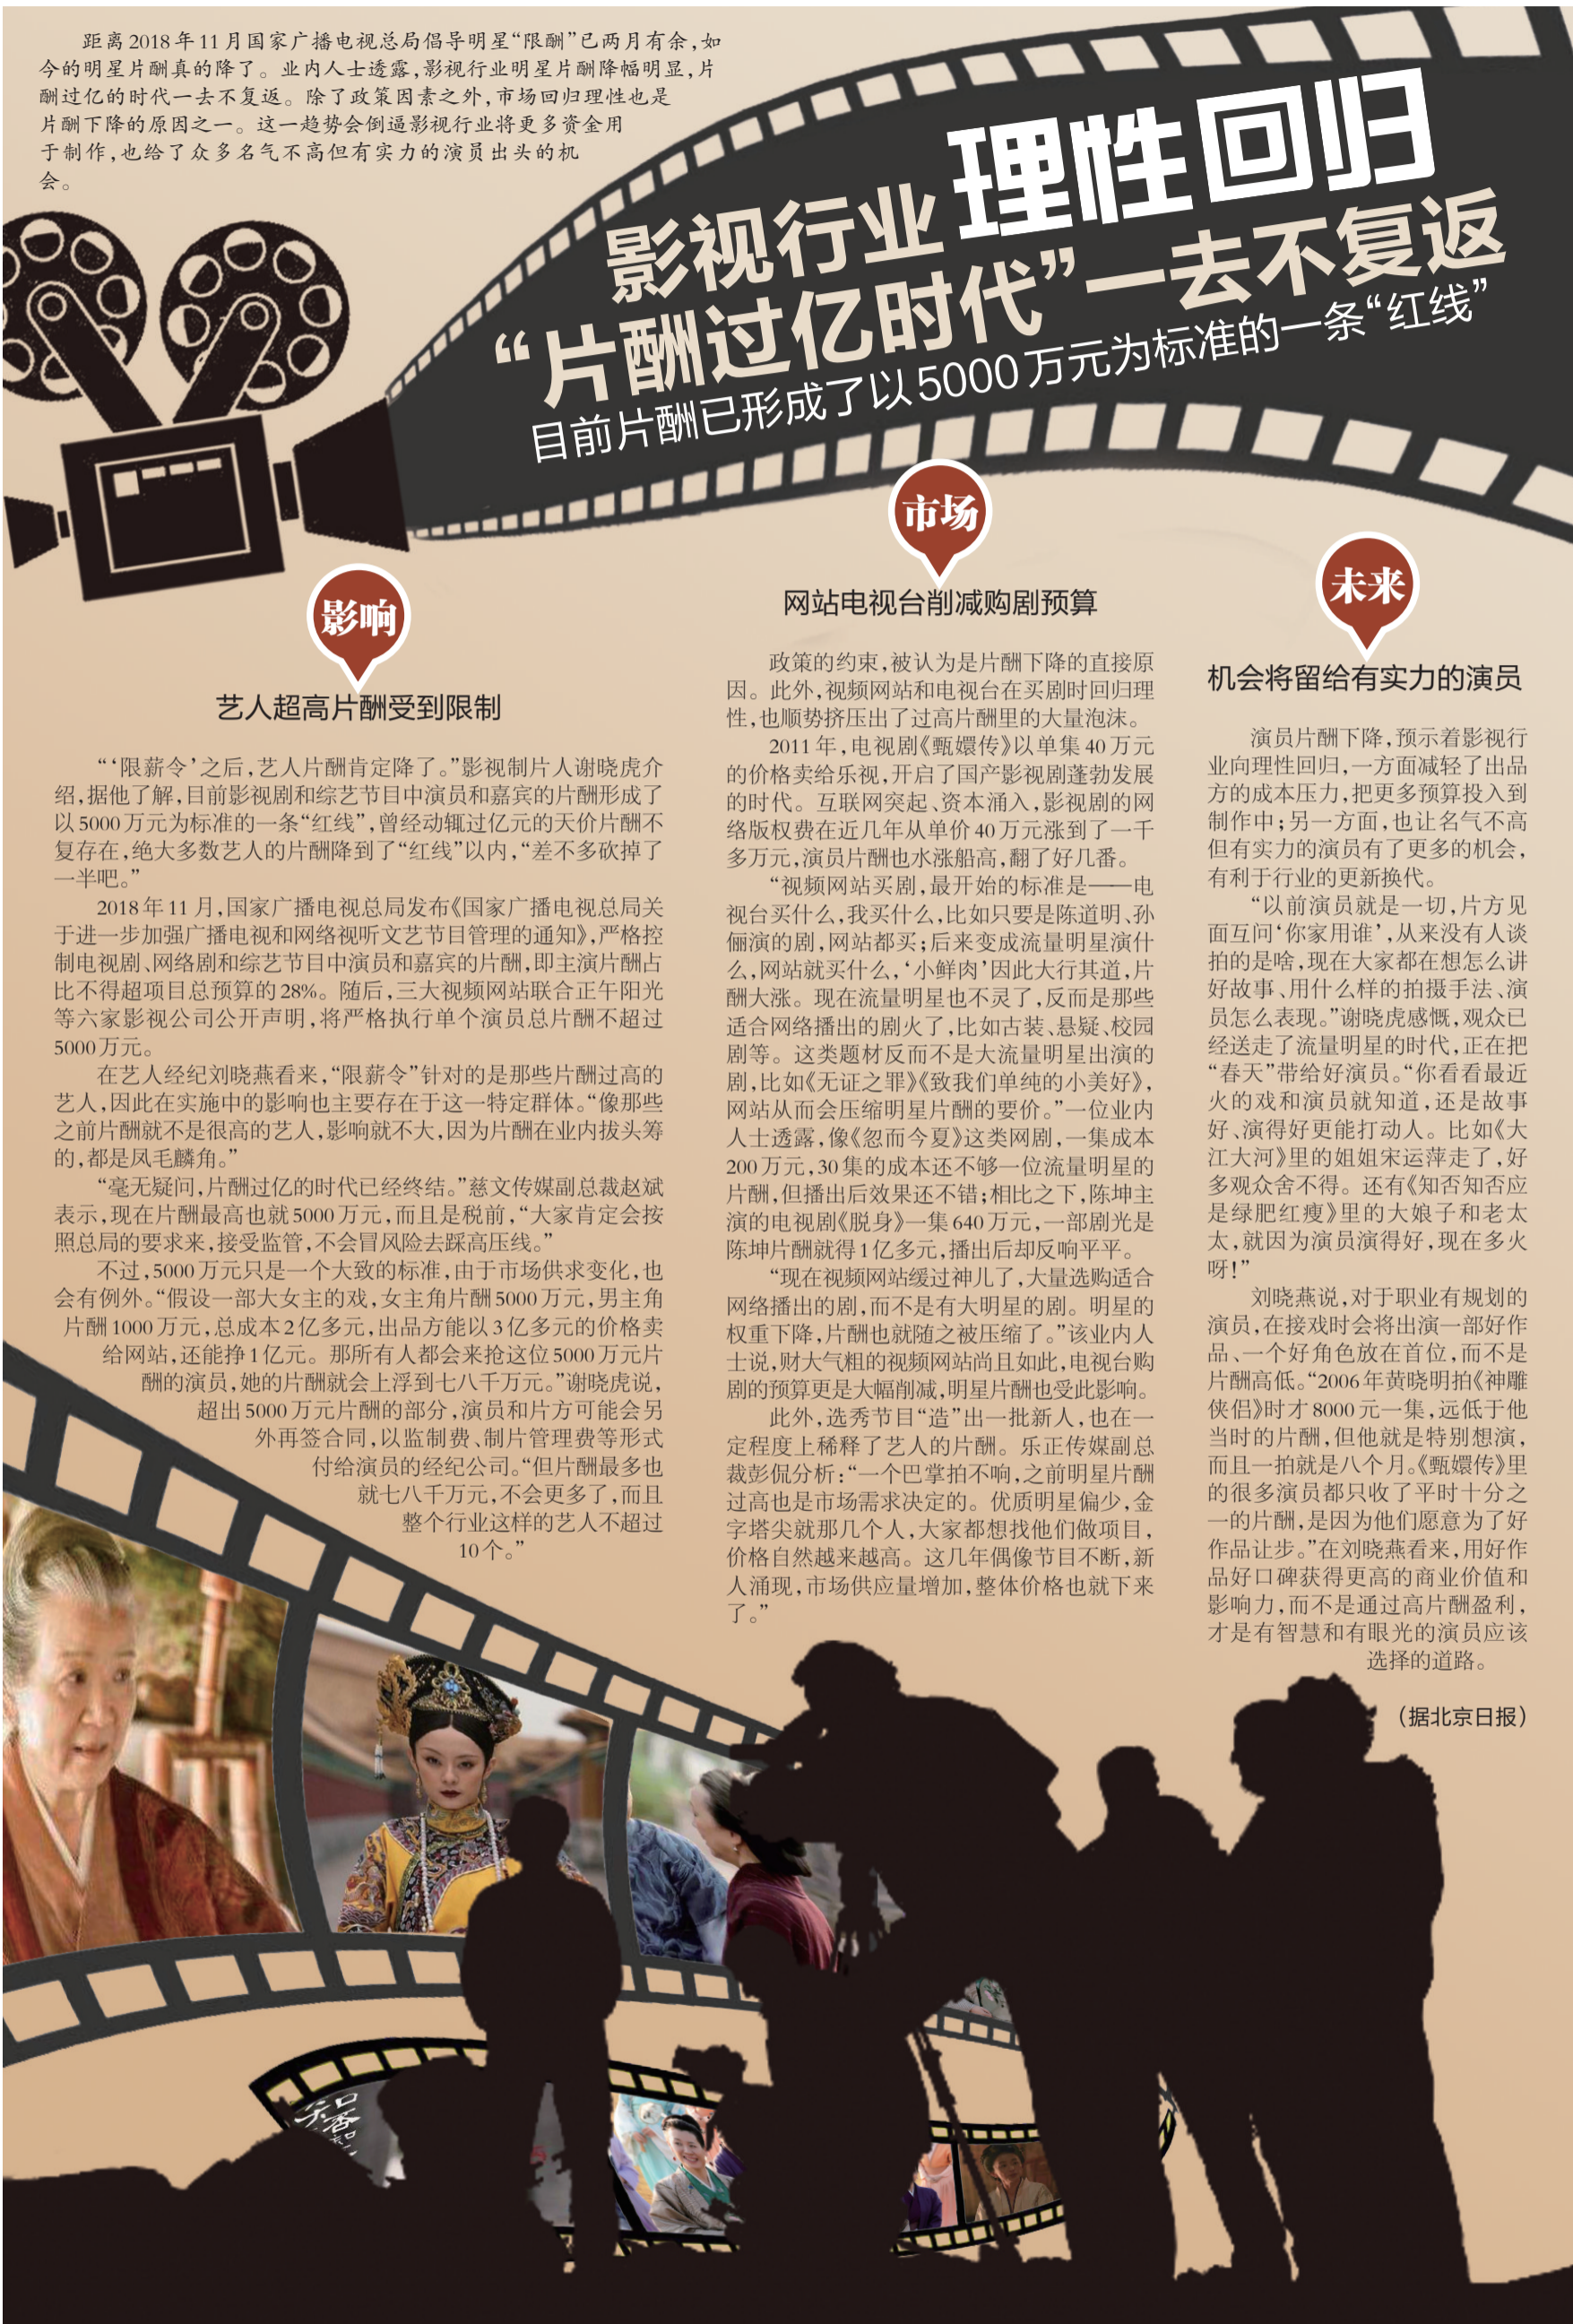 距离2018年11月国家广播电视总局倡导明星“限酬”已两月有余,如
今的明星片酬真的降了。业内人士透露,影视行业明星片酬降幅明显,片
酬过亿的时代一去不复返。除了政策因素之外,市场回归理性也是
片酬下降的原因之一。这一趋势会倒逼影视行业将更多资金用
于制作,也给了众多名气不高但有实力的演员出头的机
会。
影视行业理性回归
“片酬过亿时代”一去不复返
目前片酬已形成了以5000万元为标准的一条“红线”
影响
艺人超高片酬受到限制
“‘限薪令’之后,艺人片酬肯定降了。”影视制片人谢晓虎介
绍,据他了解,目前影视剧和综艺节目中演员和嘉宾的片酬形成了
以5000万元为标准的一条“红线”,曾经动辄过亿元的天价片酬不
复存在,绝大多数艺人的片酬降到了“红线”以内,“差不多砍掉了
一半吧。”
2018年11月,国家广播电视总局发布《国家广播电视总局关
于进一步加强广播电视和网络视听文艺节目管理的通知》,严格控
制电视剧、网络剧和综艺节目中演员和嘉宾的片酬,即主演片酬占
比不得超项目总预算的28%。随后,三大视频网站联合正午阳光
等六家影视公司公开声明,将严格执行单个演员总片酬不超过
5000万元。
在艺人经纪刘晓燕看来,“限薪令”针对的是那些片酬过高的
艺人,因此在实施中的影响也主要存在于这一特定群体。“像那些
之前片酬就不是很高的艺人,影响就不大,因为片酬在业内拔头筹
的,都是凤毛麟角。”
“毫无疑问,片酬过亿的时代已经终结。”慈文传媒副总裁赵斌
表示,现在片酬最高也就5000万元,而且是税前,“大家肯定会按
照总局的要求来,接受监管,不会冒风险去踩高压线。”
不过,5000万元只是一个大致的标准,由于市场供求变化,也
会有例外。“假设一部大女主的戏,女主角片酬5000万元,男主角
片酬1000万元,总成本2亿多元,出品方能以3亿多元的价格卖
给网站,还能挣1亿元。那所有人都会来抢这位5000万元片
酬的演员,她的片酬就会上浮到七八千万元。”谢晓虎说,
超出5000万元片酬的部分,演员和片方可能会另
外再签合同,以监制费、制片管理费等形式
付给演员的经纪公司。“但片酬最多也
就七八千万元,不会更多了,而且
整个行业这样的艺人不超过
10个。”
市场
网站电视台削减购剧预算
政策的约束,被认为是片酬下降的直接原
因。此外,视频网站和电视台在买剧时回归理
性,也顺势挤压出了过高片酬里的大量泡沫。
2011年,电视剧《甄嬛传》以单集40万元
的价格卖给乐视,开启了国产影视剧蓬勃发展
的时代。互联网突起、资本涌入,影视剧的网
络版权费在近几年从单价40万元涨到了一千
多万元,演员片酬也水涨船高,翻了好几番。
“视频网站买剧,最开始的标准是——电
视台买什么,我买什么,比如只要是陈道明、孙
俪演的剧,网站都买;后来变成流量明星演什
么,网站就买什么,‘小鲜肉’因此大行其道,片
酬大涨。现在流量明星也不灵了,反而是那些
适合网络播出的剧火了,比如古装、悬疑、校园
剧等。这类题材反而不是大流量明星出演的
剧,比如《无证之罪》《致我们单纯的小美好》,
网站从而会压缩明星片酬的要价。”一位业内
人士透露,像《忽而今夏》这类网剧,一集成本
200万元,30集的成本还不够一位流量明星的
片酬,但播出后效果还不错;相比之下,陈坤主
演的电视剧《脱身》一集640万元,一部剧光是
陈坤片酬就得1亿多元,播出后却反响平平。
“现在视频网站缓过神儿了,大量选购适合
网络播出的剧,而不是有大明星的剧。明星的
权重下降,片酬也就随之被压缩了。”该业内人
士说,财大气粗的视频网站尚且如此,电视台购
剧的预算更是大幅削减,明星片酬也受此影响。
此外,选秀节目“造”出一批新人,也在一
定程度上稀释了艺人的片酬。乐正传媒副总
裁彭侃分析:“一个巴掌拍不响,之前明星片酬
过高也是市场需求决定的。优质明星偏少,金
字塔尖就那几个人,大家都想找他们做项目,
价格自然越来越高。这几年偶像节目不断,新
人涌现,市场供应量增加,整体价格也就下来
了。”
未来
机会将留给有实力的演员
演员片酬下降,预示着影视行
业向理性回归,一方面减轻了出品
方的成本压力,把更多预算投入到
制作中;另一方面,也让名气不高
但有实力的演员有了更多的机会,
有利于行业的更新换代。
“以前演员就是一切,片方见
面互问‘你家用谁’,从来没有人谈
拍的是啥,现在大家都在想怎么讲
好故事、用什么样的拍摄手法、演
员怎么表现。”谢晓虎感慨,观众已
经送走了流量明星的时代,正在把
“春天”带给好演员。“你看看最近
火的戏和演员就知道,还是故事
好、演得好更能打动人。比如《大
江大河》里的姐姐宋运萍走了,好
多观众舍不得。还有《知否知否应
是绿肥红瘦》里的大娘子和老太
太,就因为演员演得好,现在多火
呀!”
刘晓燕说,对于职业有规划的
演员,在接戏时会将出演一部好作
品、一个好角色放在首位,而不是
片酬高低。“2006年黄晓明拍《神雕
侠侣》时才8000元一集,远低于他
当时的片酬,但他就是特别想演,
而且一拍就是八个月。《甄嬛传》里
的很多演员都只收了平时十分之
一的片酬,是因为他们愿意为了好
作品让步。”在刘晓燕看来,用好作
品好口碑获得更高的商业价值和
影响力,而不是通过高片酬盈利,
才是有智慧和有眼光的演员应该
选择的道路。
（据北京日报）